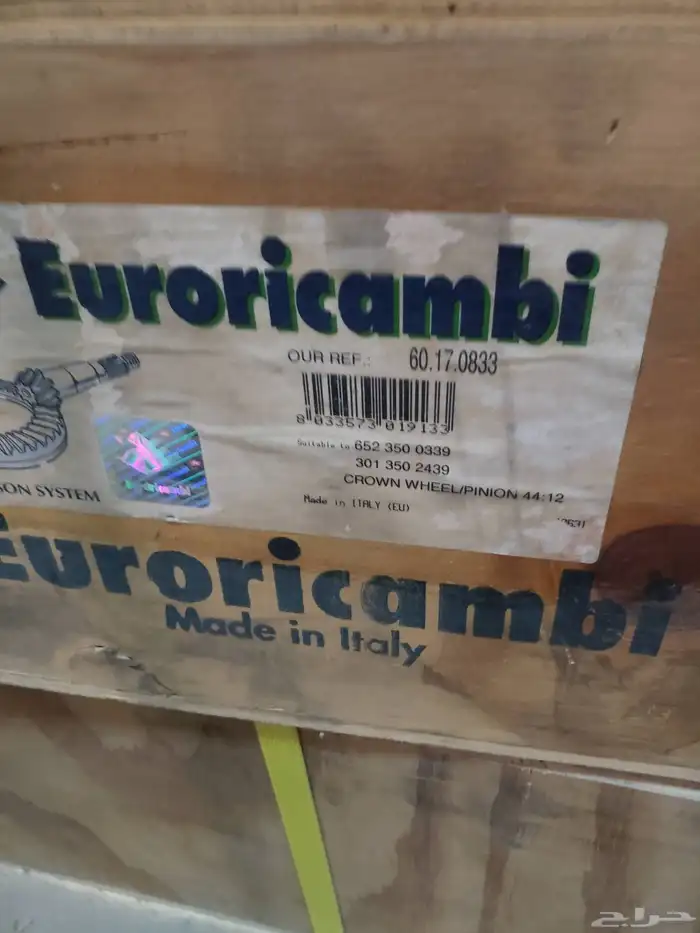 Euroricambi
OUR REF.: 60.17.0833
8 033573 019133
Suitable to 652 350 0339
301 350 2439
CROWN WHEEL/PINION 44:12
Made in ITALY (EU)
SON SYSTEM
Euroricambi
Made in Italy
حراج